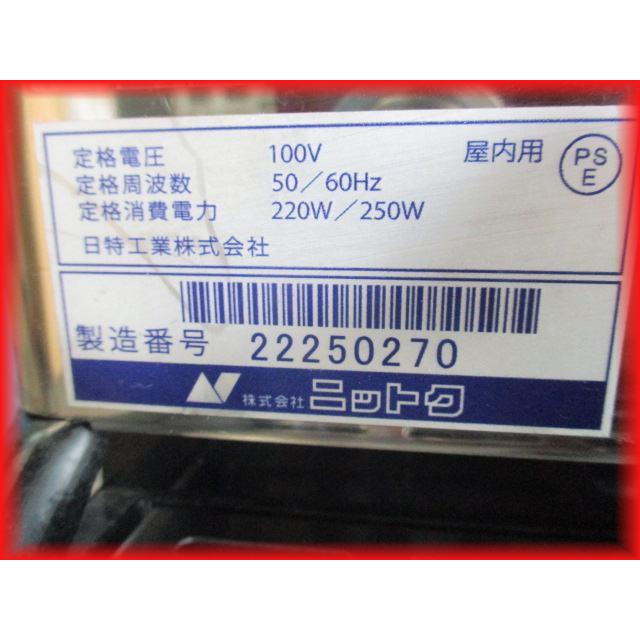 定格電圧 100V 屋内用 PSE
定格周波数 50／60Hz
定格消費電力 220W／250W
日特工業株式会社
製造番号 22250270
株式会社 ニットク